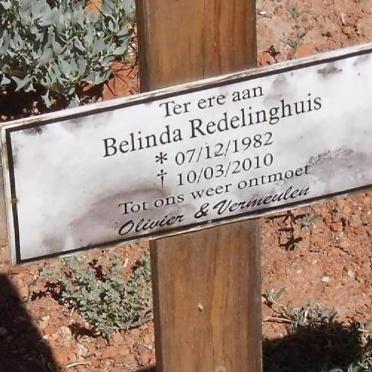 Ter ere aan
Belinda Redelinghuis
* 07/12/1982
† 10/03/2010
Tot ons weer ontmoet
Olivier & Vermeulen